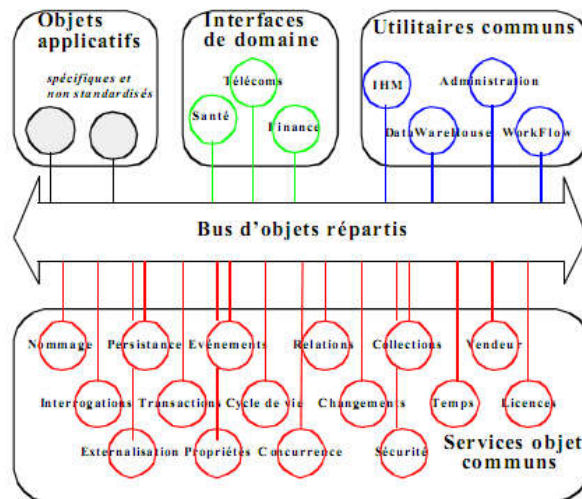 Objets
applicatifs
spécifiques et
non standardisés
Interfaces
de domaine
Télécoms
Santé
Finance
Utilitaires communs
IHM
Administration
DataWareHouse
WorkFlow
Bus d'objets répartis
Nommage
Persistance
Evénements
Relations
Collections
Vendeur
Interrogations
Transactions
Cycle de vie
Changements
Temps
Licences
Externalisation
Propriétés
Concurrence
Sécurité
Services objet
communs